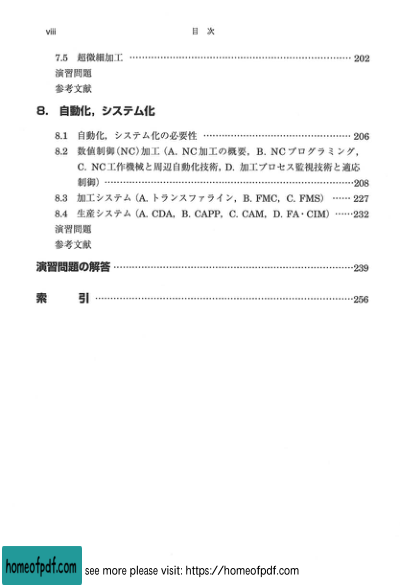 viii 目 次
7.5 超微細加工 …………………………………………………… 202
演習問題
参考文献
8. 自動化，システム化
8.1 自動化，システム化の必要性 …………………………………… 206
8.2 数値制御（NC）加工（A. NC加工の概要，B. NCプログラミング，
C. NC工作機械と周辺自動化技術，D. 加工プロセス監視技術と適応
制御）……………………………………………………………208
8.3 加工システム（A. トランスファライン，B. FMC，C. FMS） …… 227
8.4 生産システム（A. CDA，B. CAPP，C. CAM，D. FA・CIM）……232
演習問題
参考文献
演習問題の解答……………………………………………………………239
索 引 ………………………………………………………………256
homeofpdf.com see more please visit: https://homeofpdf.com